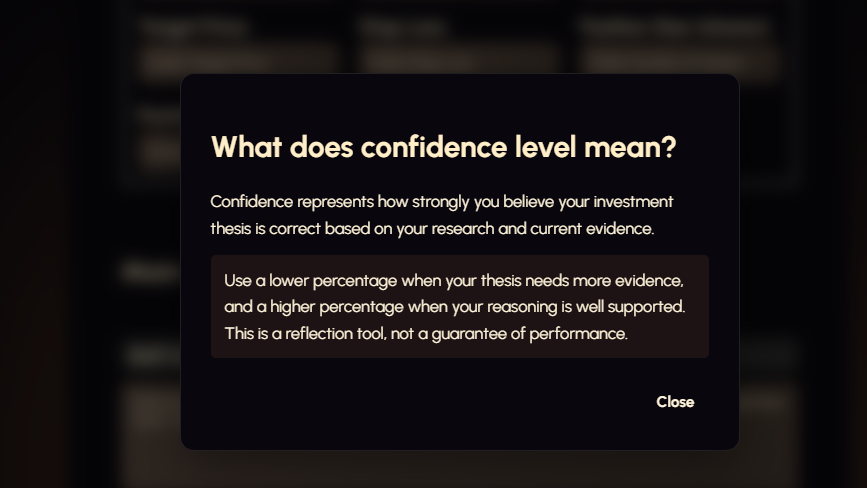 What does confidence level mean?
Confidence represents how strongly you believe your investment
thesis is correct based on your research and current evidence.
Use a lower percentage when your thesis needs more evidence,
and a higher percentage when your reasoning is well supported.
This is a reflection tool, not a guarantee of performance.
Close